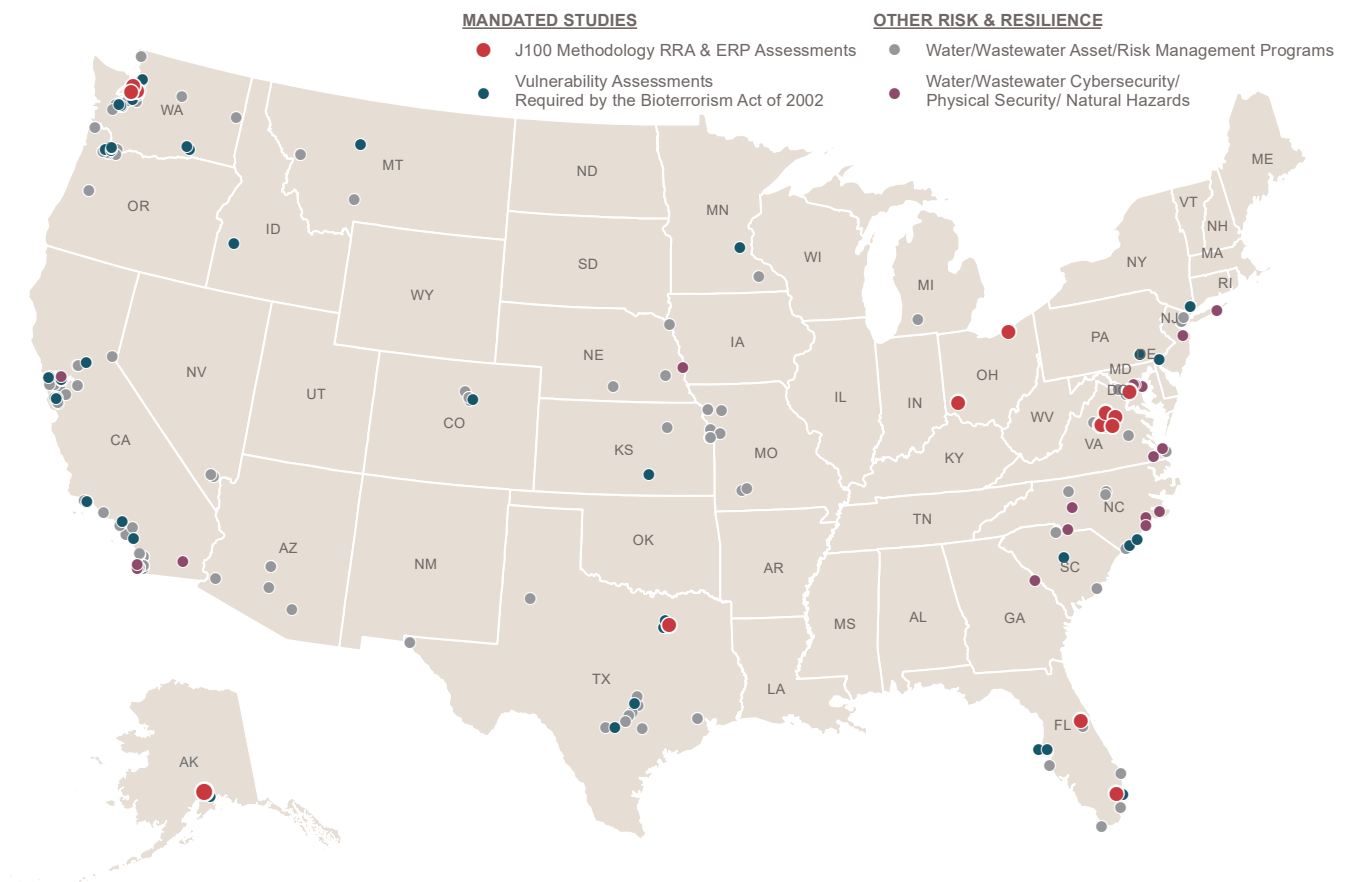 MANDATED STUDIES
J100 Methodology RRA & ERP Assessments
Vulnerability Assessments
Required by the Bioterrorism Act of 2002
OTHER RISK & RESILIENCE
Water/Wastewater Asset/Risk Management Programs
Water/Wastewater Cybersecurity/
Physical Security/ Natural Hazards
WA
MT
ND
MN
ME
VT
NH
OR
ID
SD
WI
MI
NY
MA
RI
WY
NE
IA
PA
NJ
DE
MD
DC
NV
UT
CO
IL
IN
OH
WV
VA
CA
KS
MO
KY
AZ
NM
OK
AR
TN
NC
SC
MS
AL
GA
TX
LA
FL
AK